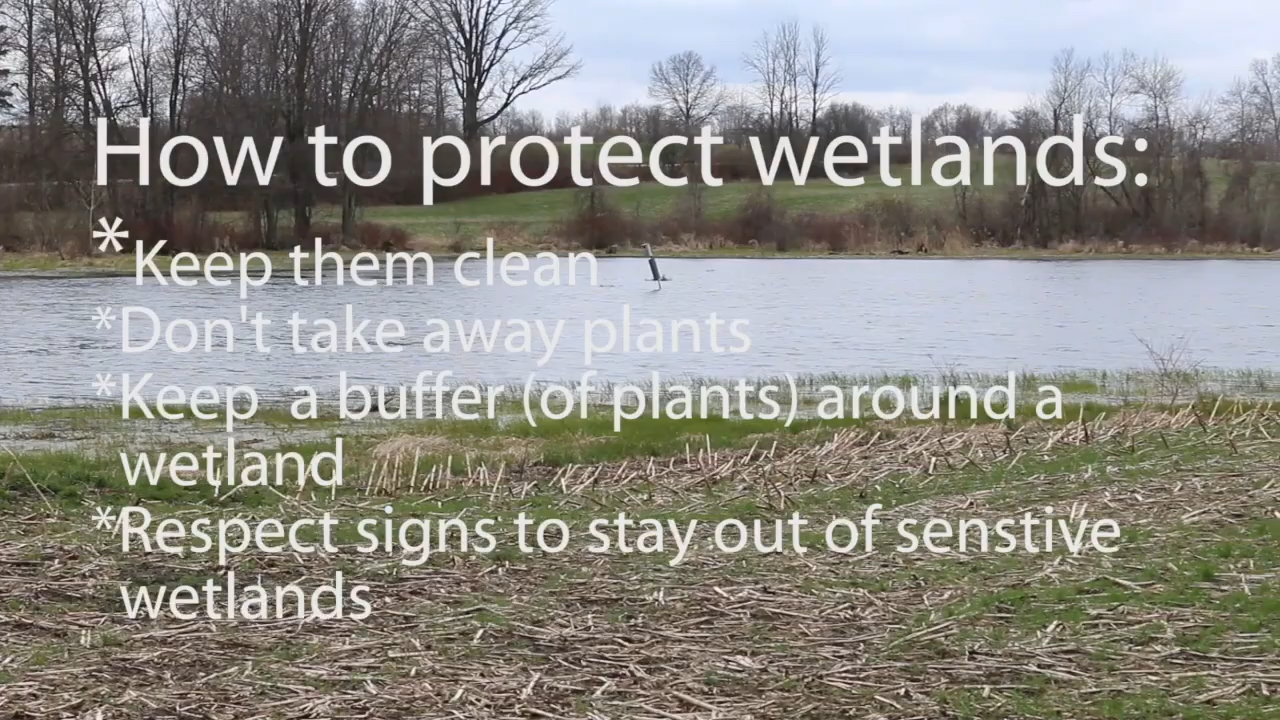 How to protect wetlands:
*Keep them clean
*Don't take away plants
*Keep a buffer (of plants) around a
wetland
*Respect signs to stay out of senstive
wetlands